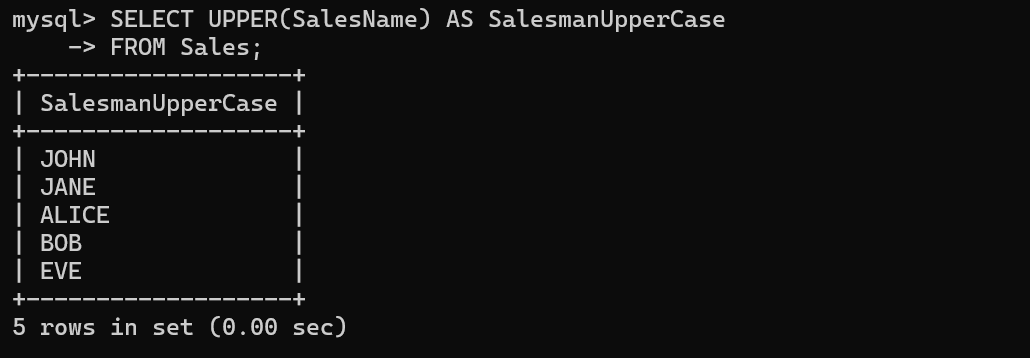 mysql> SELECT UPPER(SalesName) AS SalesmanUpperCase
    -> FROM Sales;
+-------------------+
| SalesmanUpperCase |
+-------------------+
| JOHN              |
| JANE              |
| ALICE             |
| BOB               |
| EVE               |
+-------------------+
5 rows in set (0.00 sec)